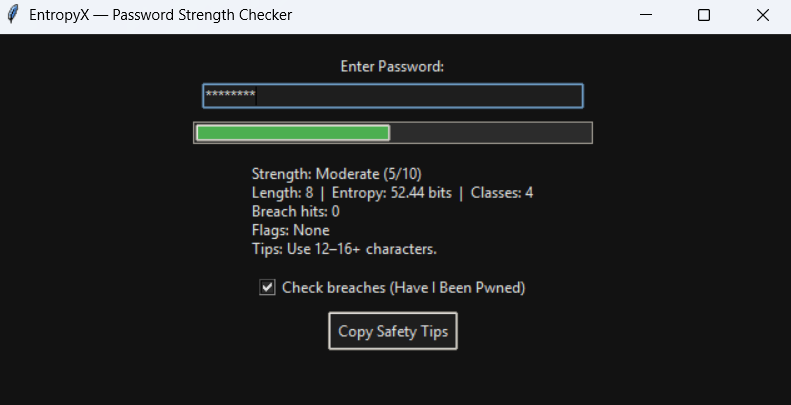 EntropyX — Password Strength Checker
Enter Password:
********
Strength: Moderate (5/10)
Length: 8 | Entropy: 52.44 bits | Classes: 4
Breach hits: 0
Flags: None
Tips: Use 12–16+ characters.
Check breaches (Have I Been Pwned)
Copy Safety Tips